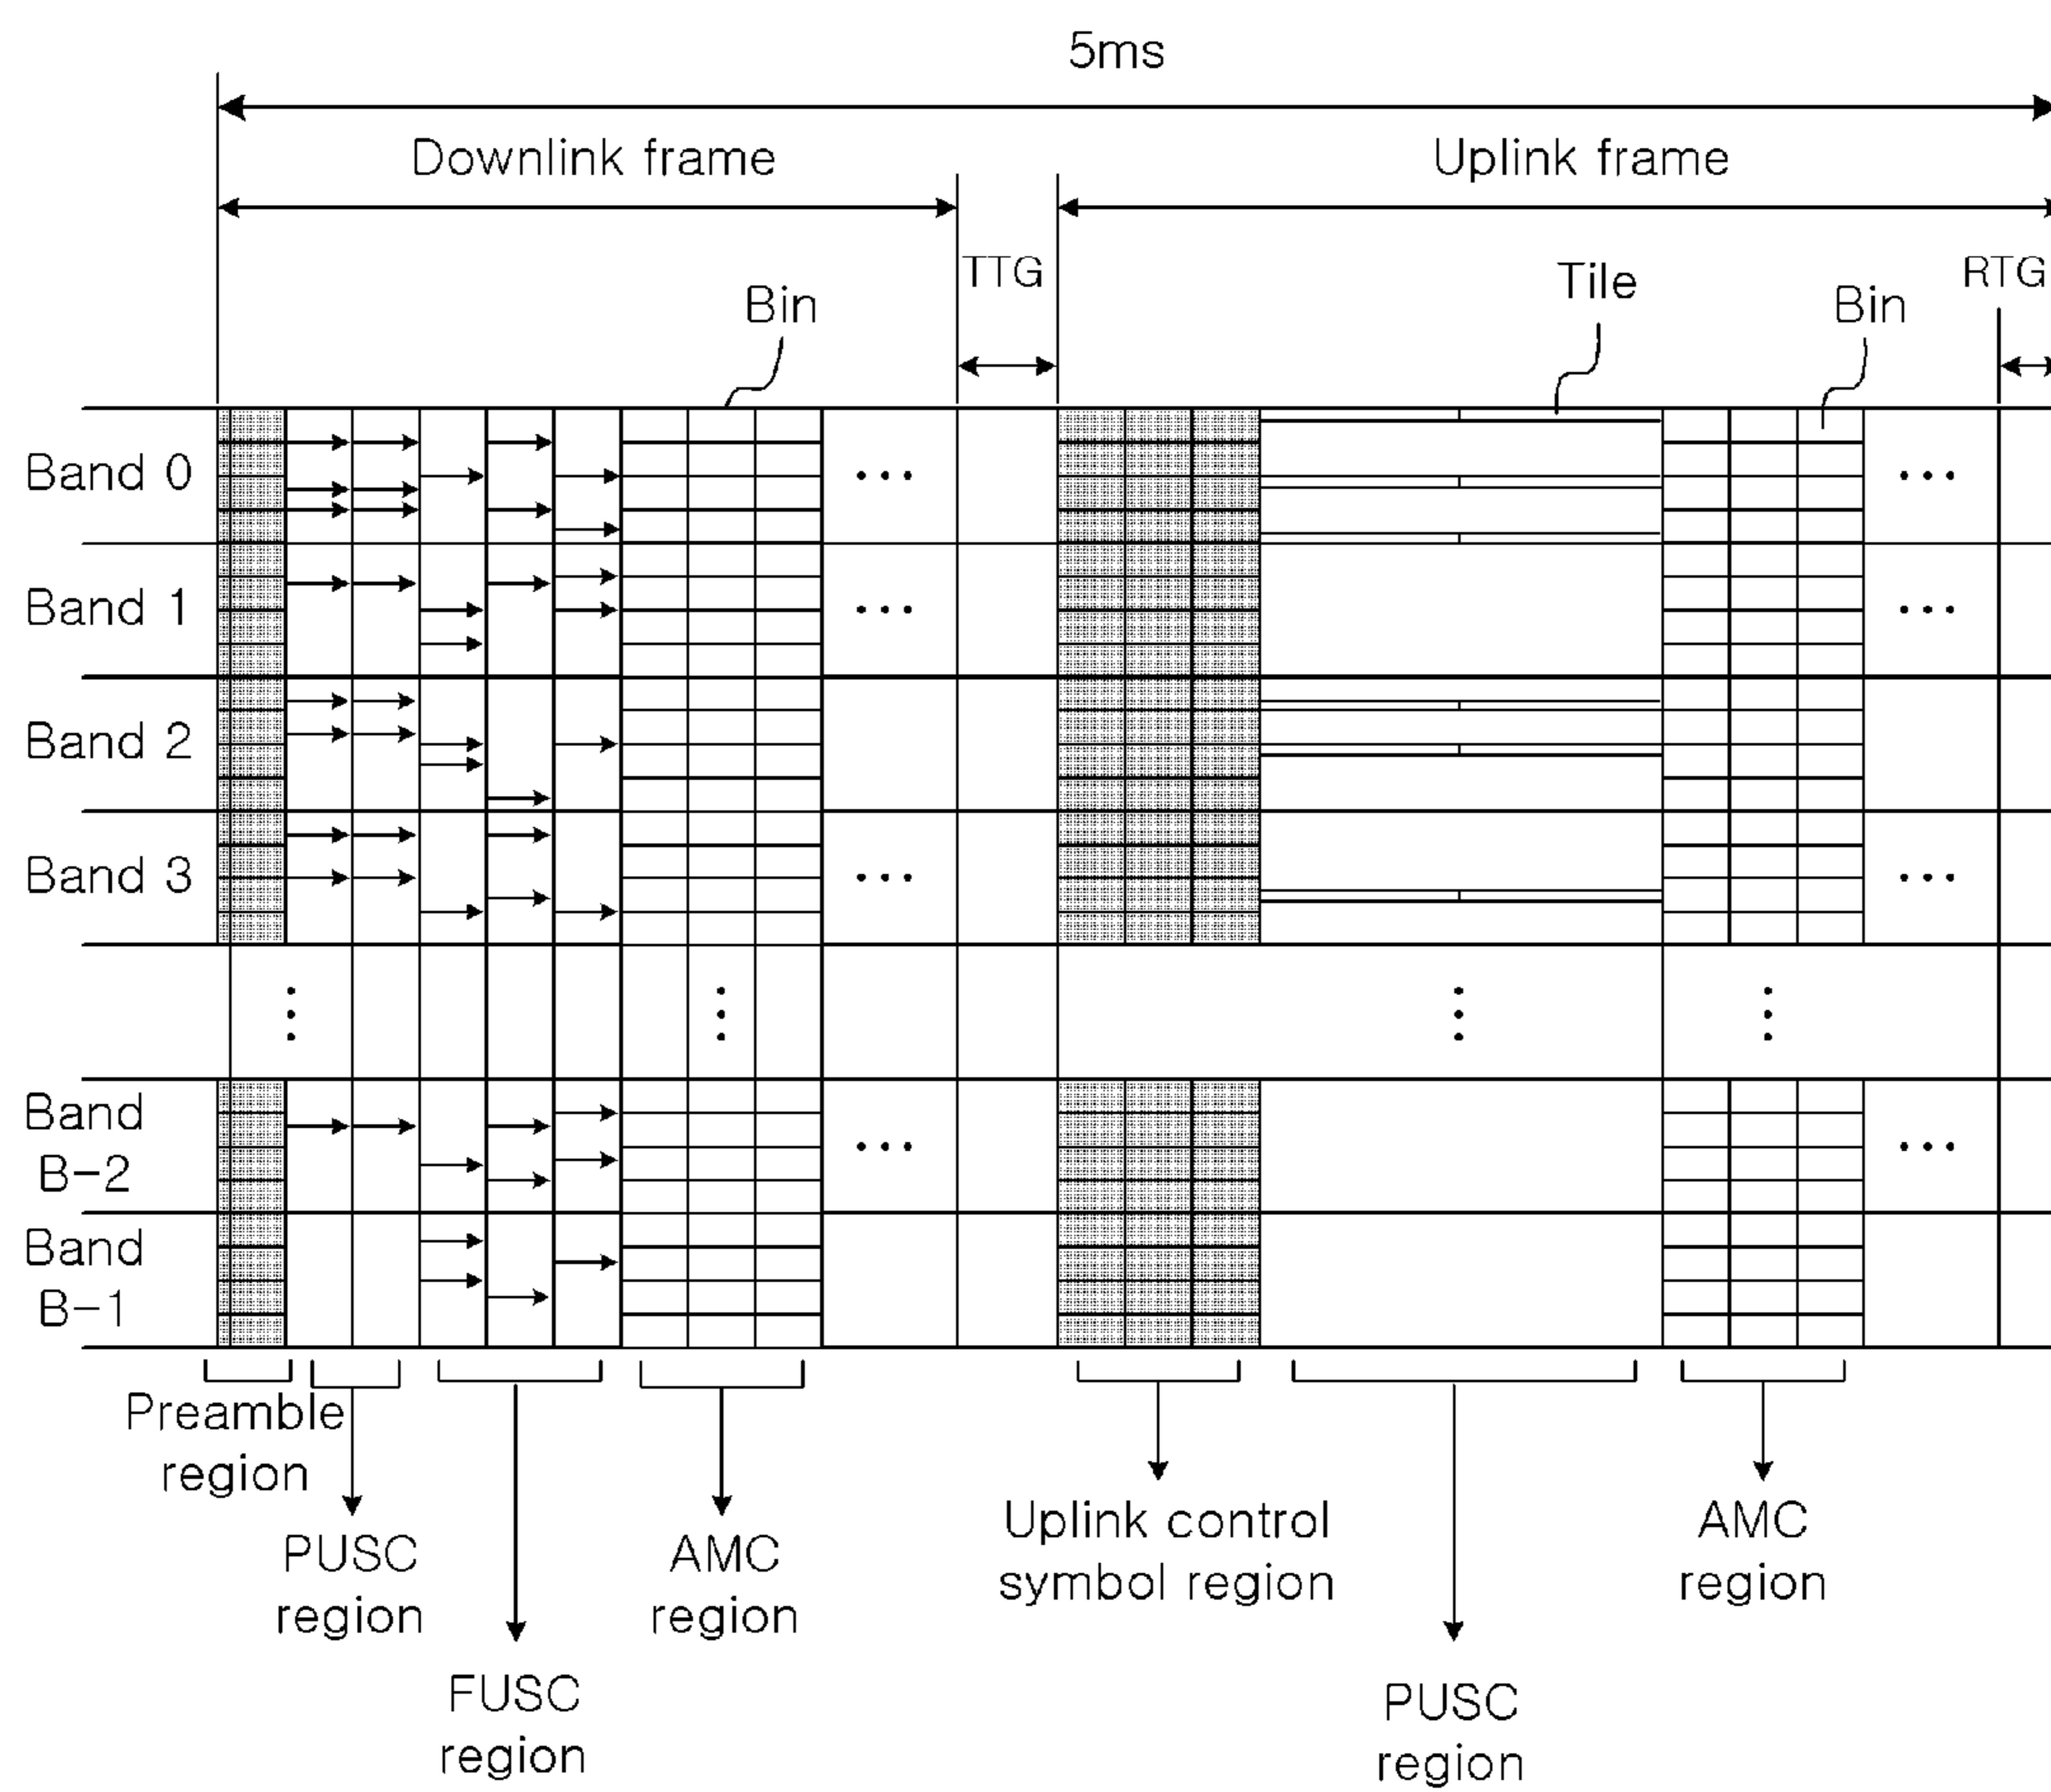 5ms
Downlink frame
Uplink frame
TTG
RTG
Bin
Tile
Bin
Band 0
...
...
Band 1
...
...
Band 2
Band 3
...
...
Band
B-2
...
...
Band
B-1
Preamble
region
PUSC
region
FUSC
region
AMC
region
Uplink control
symbol region
PUSC
region
AMC
region